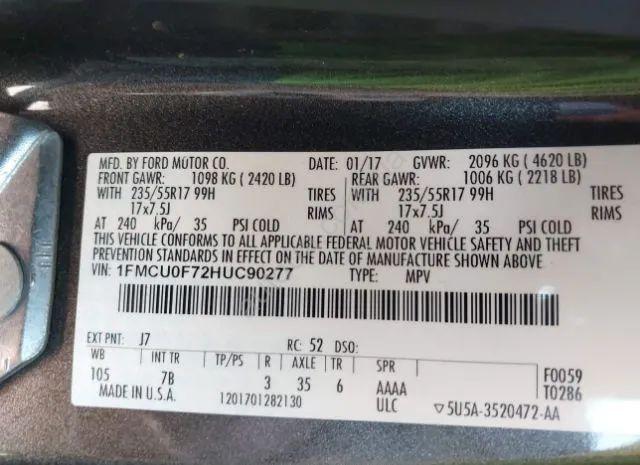 MFD. BY FORD MOTOR CO. DATE: 01/17 GVWR: 2096 KG ( 4620 LB)
FRONT GAWR: 1098 KG ( 2420 LB) REAR GAWR: 1006 KG ( 2218 LB)
WITH 235/55R17 99H TIRES WITH 235/55R17 99H TIRES
17x7.5J RIMS 17x7.5J RIMS
AT 240 kPa/ 35 PSI COLD AT 240 kPa/ 35 PSI COLD
THIS VEHICLE CONFORMS TO ALL APPLICABLE FEDERAL MOTOR VEHICLE SAFETY AND THEFT
PREVENTION STANDARDS IN EFFECT ON THE DATE OF MANUFACTURE SHOWN ABOVE.
VIN: 1FMCU0F72HUC90277 TYPE: MPV
EXT PNT: J7 RC: 52 DSO:
WB INT TR TP/PS R AXLE TR SPR F0059
105 7B 3 35 6 AAAA T0286
MADE IN U.S.A. 1201701282130 ULC ▽5U5A-3520472-AA